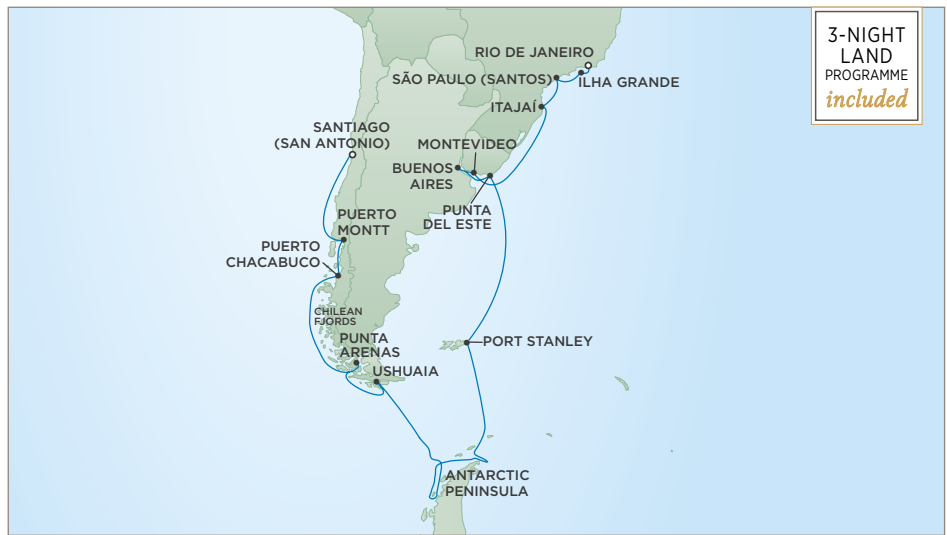 3-NIGHT
LAND
PROGRAMME
included
RIO DE JANEIRO
SÃO PAULO (SANTOS)
ILHA GRANDE
ITAJAÍ
SANTIAGO
(SAN ANTONIO)
MONTEVIDEO
BUENOS
AIRES
PUNTA
DEL ESTE
PUERTO
MONTT
PUERTO
CHACABUCO
CHILEAN
FJORDS
PUNTA
ARENAS
USHUAIA
PORT STANLEY
ANTARCTIC
PENINSULA